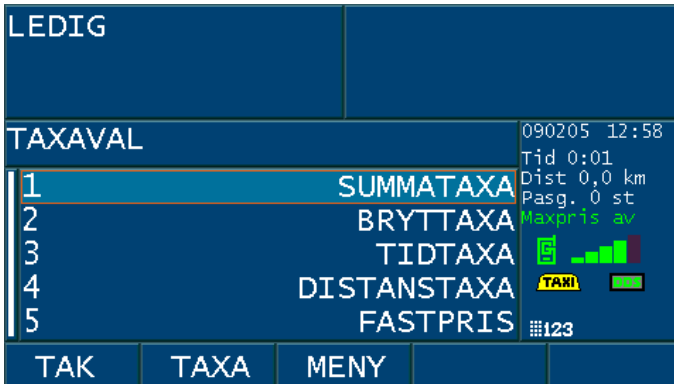 LEDIG
TAXAVAL
1 SUMMATAXA
2 BRYTTAXA
3 TIDTAXA
4 DISTANSTAXA
5 FASTPRIS
090205 12:58
Tid 0:01
Dist 0,0 km
Pasg. 0 st
Maxpris av
TAXI
123
TAK TAXA MENY